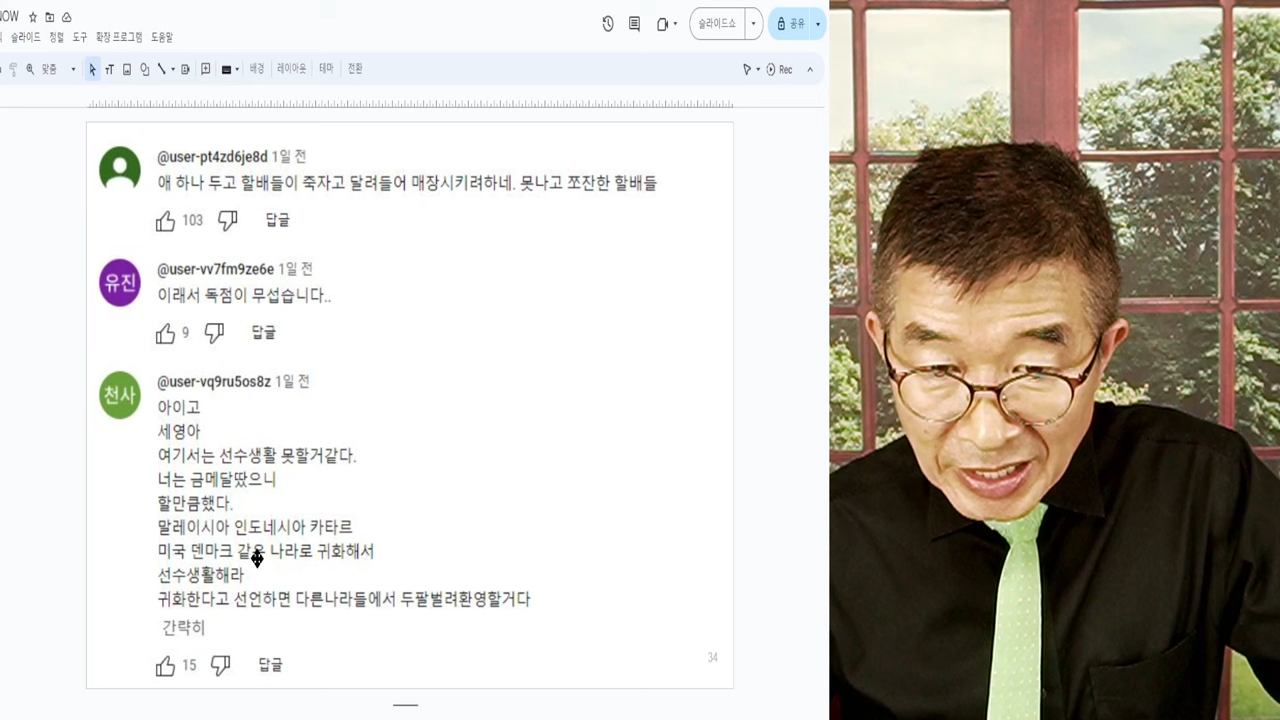 NOW
슬라이드쇼
공유
슬라이드 정렬 도구 확장 프로그램 도움말
맞춤
배경 레이아웃 테마 전환
Rec
@user-pt4zd6je8d 1일 전
애 하나 두고 할배들이 죽자고 달려들어 매장시키려하네. 못나고 쪼잔한 할배들
103 답글
유진
@user-vv7fm9ze6e 1일 전
이래서 독점이 무섭습니다..
9 답글
천사
@user-vq9ru5os8z 1일 전
아이고
세영아
여기서는 선수생활 못할거같다.
너는 금메달땄으니
할만큼했다.
말레이시아 인도네시아 카타르
미국 덴마크 같은 나라로 귀화해서
선수생활해라
귀화한다고 선언하면 다른나라들에서 두팔벌려환영할거다
간략히
15 답글
34